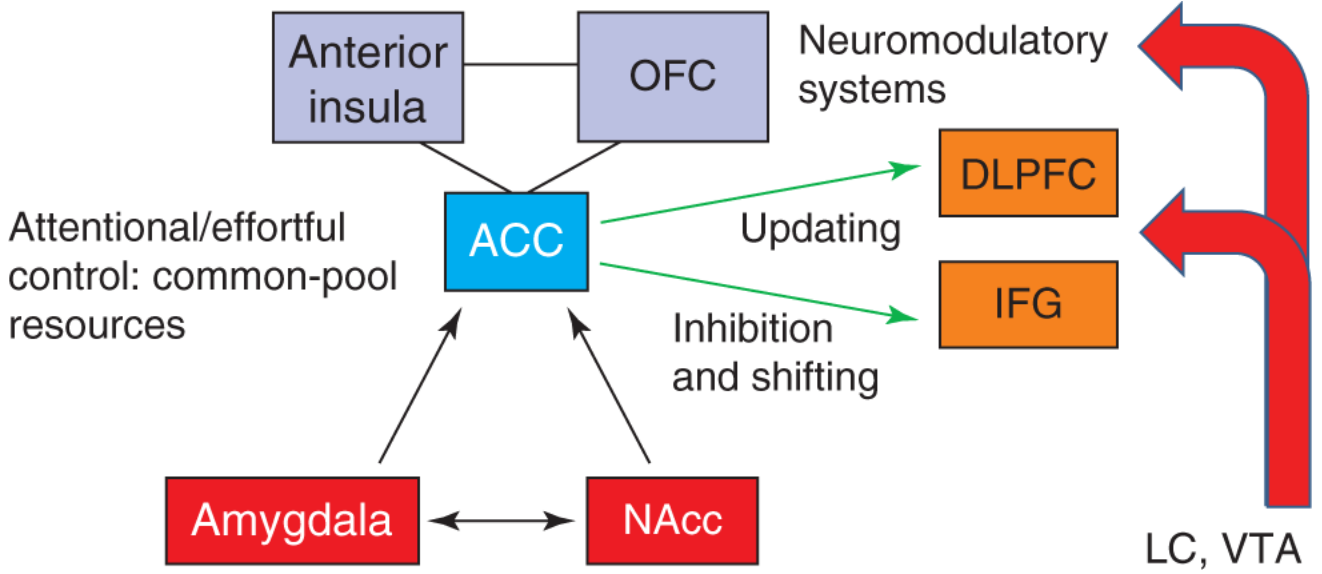 Anterior
insula
OFC
Neuromodulatory
systems
DLPFC
Attentional/effortful
control: common-pool
resources
ACC
Updating
IFG
Inhibition
and shifting
Amygdala
NAcc
LC, VTA